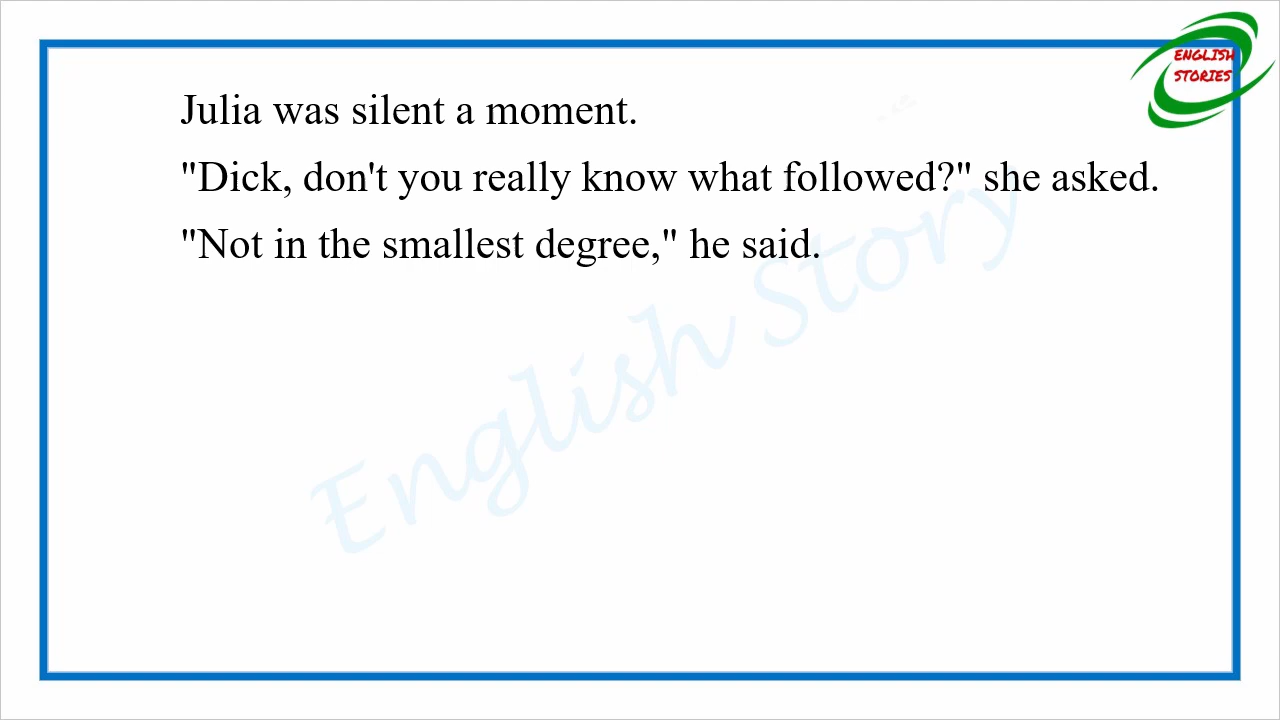 ENGLISH
STORIES
Julia was silent a moment.
"Dick, don't you really know what followed?" she asked.
"Not in the smallest degree," he said.
English Story